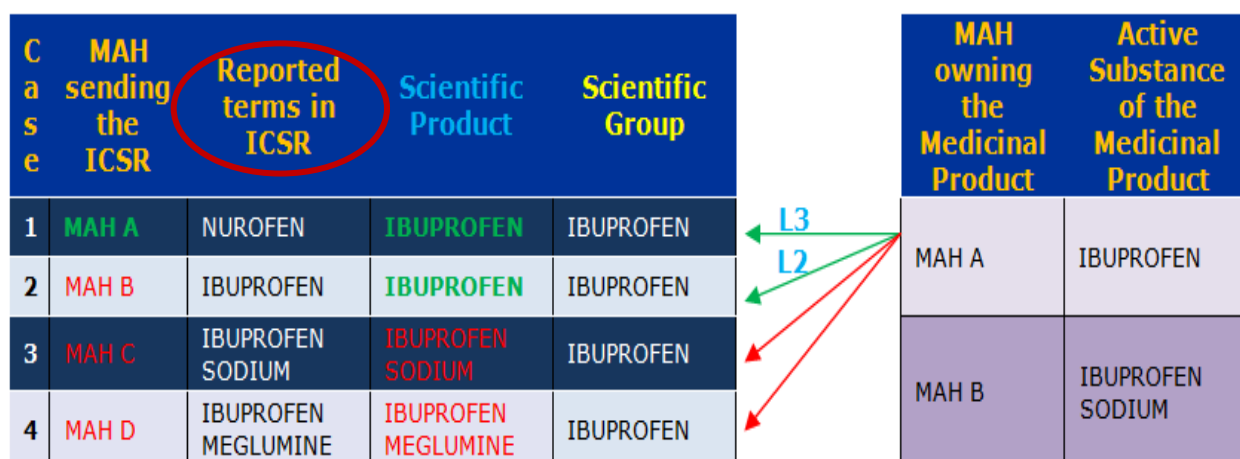 C
a
s
e
MAH
sending
the
ICSR
Reported
terms in
ICSR
Scientific
Product
Scientific
Group
1 MAH A NUROFEN IBUPROFEN IBUPROFEN
2 MAH B IBUPROFEN IBUPROFEN IBUPROFEN
3 MAH C IBUPROFEN
SODIUM IBUPROFEN
SODIUM IBUPROFEN
4 MAH D IBUPROFEN
MEGLUMINE IBUPROFEN
MEGLUMINE IBUPROFEN
L3
L2
MAH
owning
the
Medicinal
Product
Active
Substance
of the
Medicinal
Product
MAH A IBUPROFEN
MAH B IBUPROFEN
SODIUM